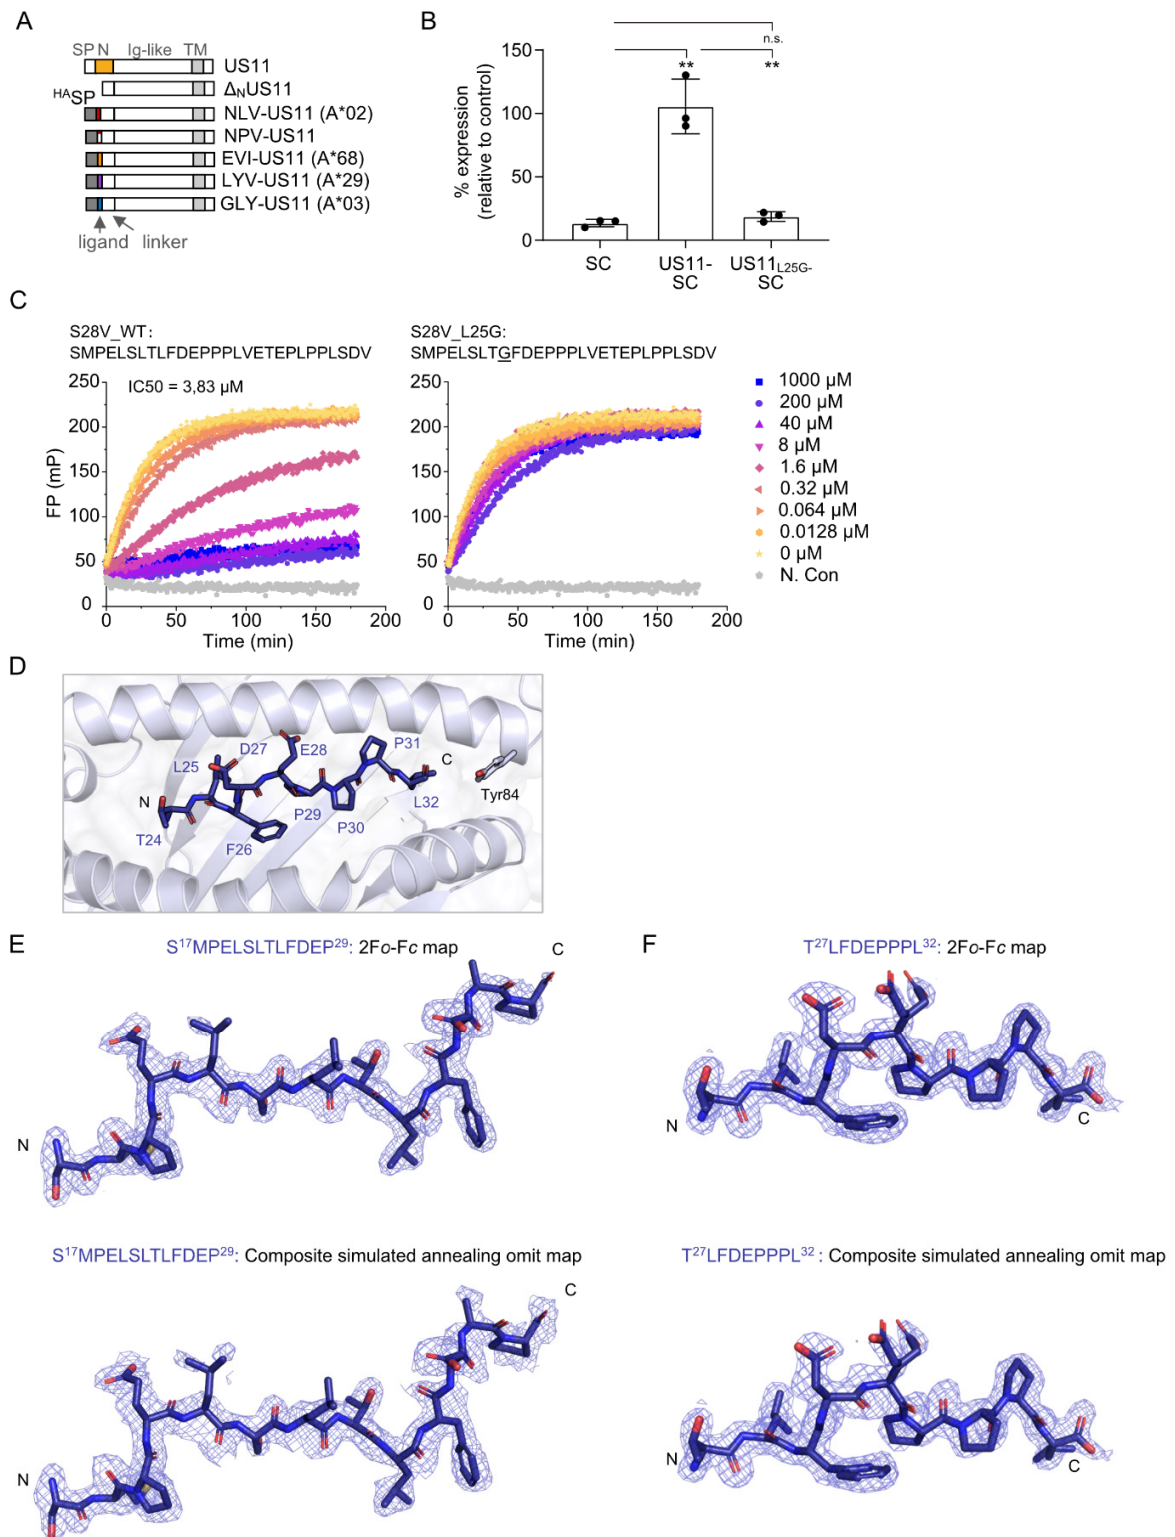 A
SP N Ig-like TM
US11
ΔNUS11
HASP
NLV-US11 (A*02)
NPV-US11
EVI-US11 (A*68)
LYV-US11 (A*29)
GLY-US11 (A*03)
ligand linker
B
n.s.
** **
150
100
50
0
% expression
(relative to control)
SC
US11-
SC
US11L25G-
SC
C
S28V_WT:
SMPELSLTLFDEPPPLVETEPLPPLSDV
IC50 = 3,83 µM
250
200
150
100
50
0
FP (mP)
0 50 100 150 200
Time (min)
S28V_L25G:
SMPELSLTGFDEPPPLVETEPLPPLSDV
250
200
150
100
50
0
0 50 100 150 200
Time (min)
1000 µM
200 µM
40 µM
8 µM
1.6 µM
0.32 µM
0.064 µM
0.0128 µM
0 µM
N. Con
D
D27 E28 P31 C
L25
Tyr84
N
P29 L32
T24 P30
F26
E
S17MPELSLTLFDEP29: 2Fo-Fc map
C
N
S17MPELSLTLFDEP29: Composite simulated annealing omit map
C
N
F
T27LFDEPPPL32: 2Fo-Fc map
N
C
T27LFDEPPPL32 : Composite simulated annealing omit map
N
C